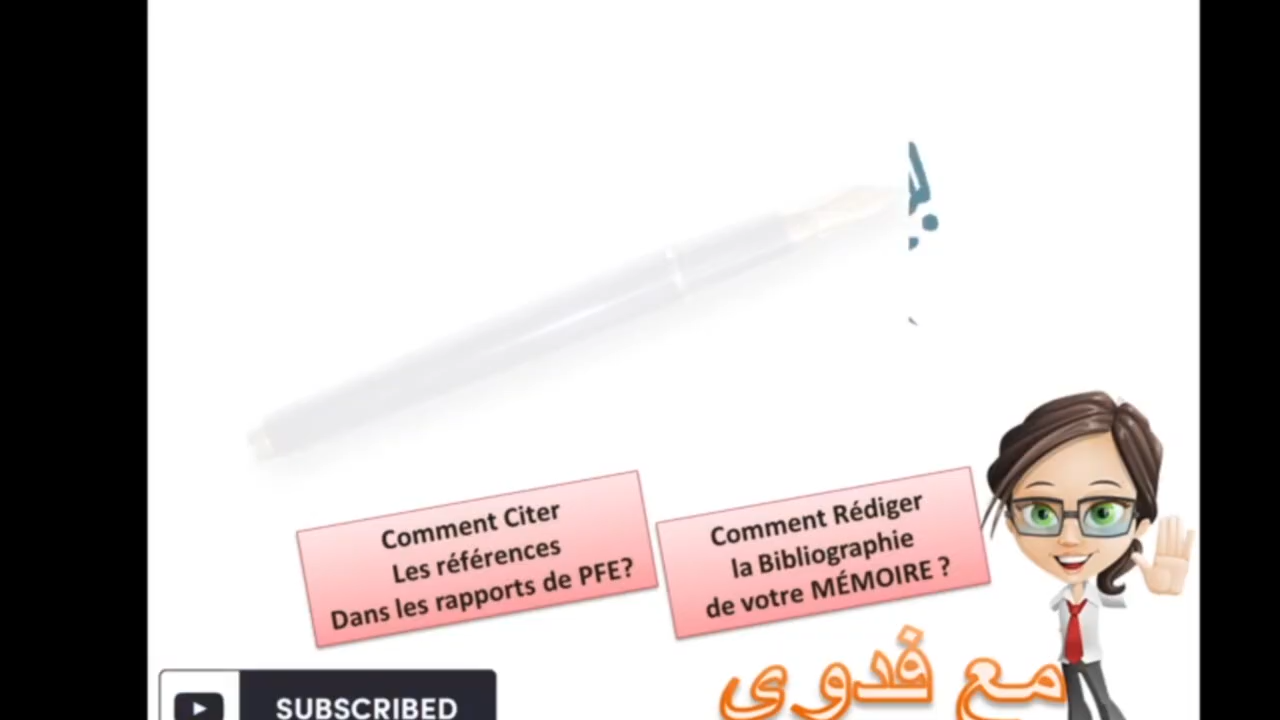 Comment Citer
Les références
Dans les rapports de PFE?
Comment Rédiger
la Bibliographie
de votre MÉMOIRE ?
مع فدوى
SUBSCRIBED